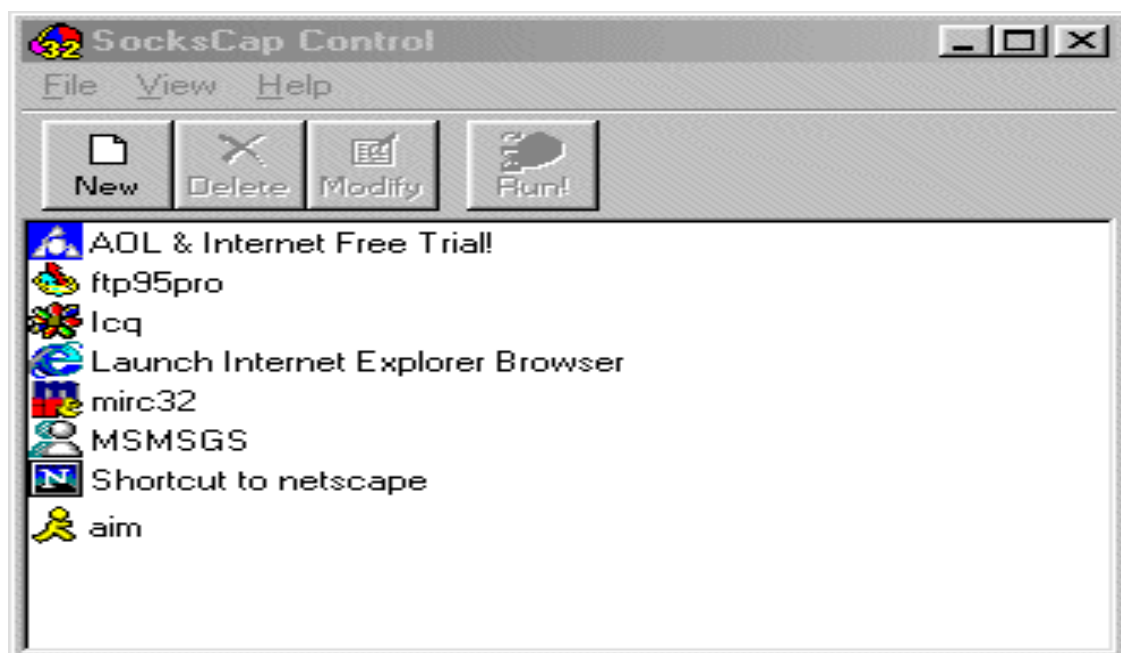 32 SocksCap Control
File View Help
New Delete Modify Run!
AOL & Internet Free Trial!
ftp95pro
Icq
Launch Internet Explorer Browser
mirc32
MSMSGS
Shortcut to netscape
aim